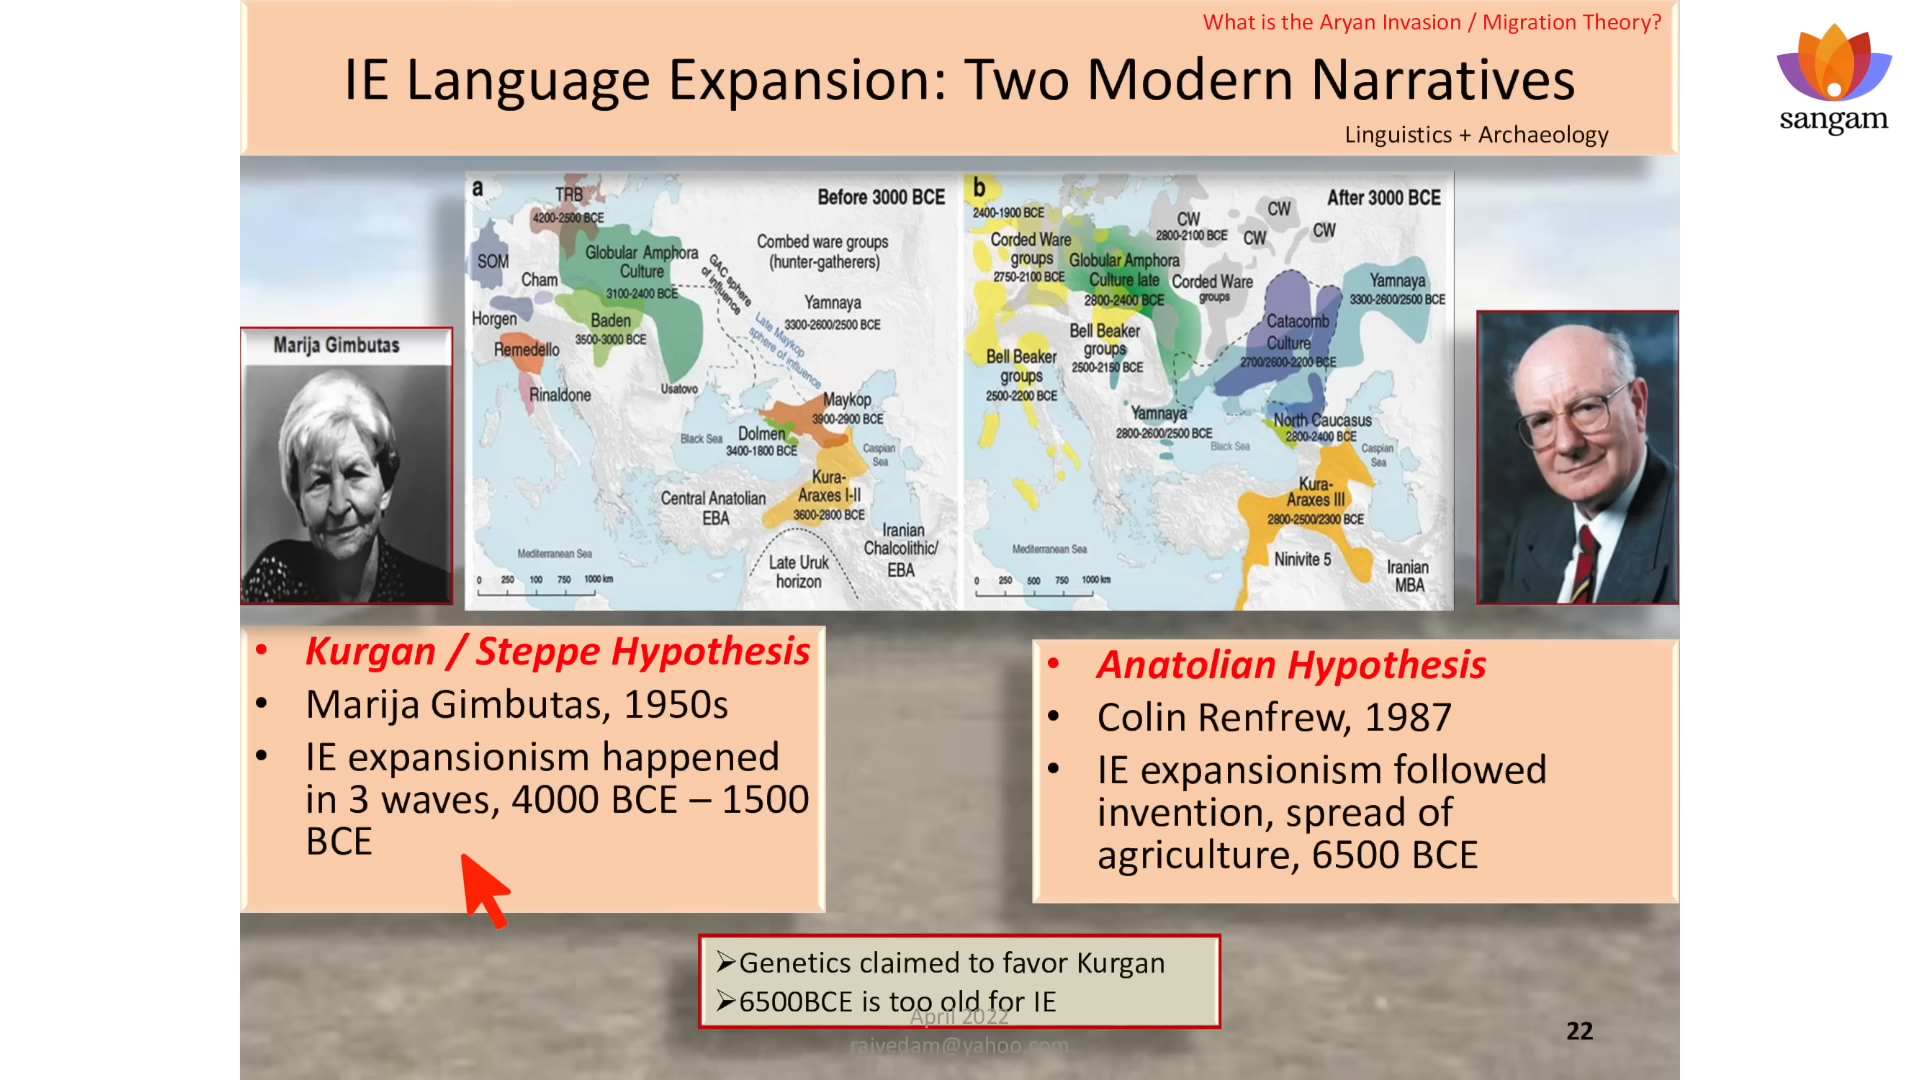 What is the Aryan Invasion / Migration Theory?
IE Language Expansion: Two Modern Narratives
Linguistics + Archaeology
sangam
a
Before 3000 BCE
TRB
4200-2500 BCE
SOM
Cham
Globular Amphora
Culture
3100-2400 BCE
GAC sphere
of influence
Combed ware groups
(hunter-gatherers)
Yamnaya
3300-2600/2500 BCE
Horgen
Baden
3500-3000 BCE
Late Maykop
sphere of influence
Remedello
Rinaldone
Usatovo
Maykop
3900-2900 BCE
Black Sea
Dolmen
3400-1800 BCE
Caspian
Sea
Kura-
Araxes I-II
3600-2800 BCE
Central Anatolian
EBA
Iranian
Chalcolithic/
EBA
Mediterranean Sea
Late Uruk
horizon
0 250 100 750 1000 km
b
After 3000 BCE
2400-1900 BCE
CW
2800-2100 BCE
CW
CW
CW
Corded Ware
groups
2750-2100 BCE
Globular Amphora
Culture late
2800-2400 BCE
Corded Ware
groups
Yamnaya
3300-2600/2500 BCE
Catacomb
Culture
2700/2600-2200 BCE
Bell Beaker
groups
2500-2150 BCE
Bell Beaker
groups
2500-2200 BCE
Yamnaya
2800-2600/2500 BCE
North Caucasus
2800-2400 BCE
Black Sea
Caspian
Sea
Kura-
Araxes III
2800-2500/2300 BCE
Mediterranean Sea
Ninivite 5
Iranian
MBA
0 250 500 750 1000 km
Marija Gimbutas
• Kurgan / Steppe Hypothesis
• Marija Gimbutas, 1950s
• IE expansionism happened
in 3 waves, 4000 BCE – 1500
BCE
• Anatolian Hypothesis
• Colin Renfrew, 1987
• IE expansionism followed
invention, spread of
agriculture, 6500 BCE
➢Genetics claimed to favor Kurgan
➢6500BCE is too old for IE
April 2022
rajvedam@yahoo.com
22